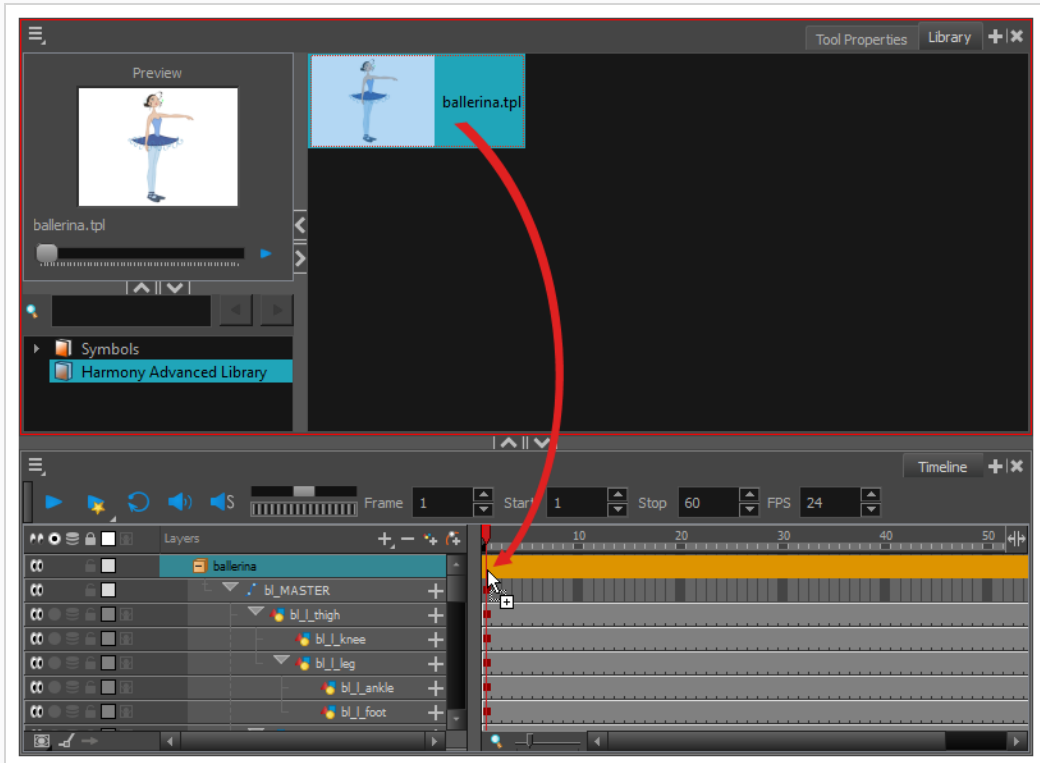 Tool Properties Library
Preview
ballerina.tpl
ballerina.tpl
Symbols
Harmony Advanced Library
Timeline
S Frame 1 Start 1 Stop 60 FPS 24
Layers 10 20 30 40 50
ballerina
bl_MASTER
bl_l_thigh
bl_l_knee
bl_l_leg
bl_l_ankle
bl_l_foot